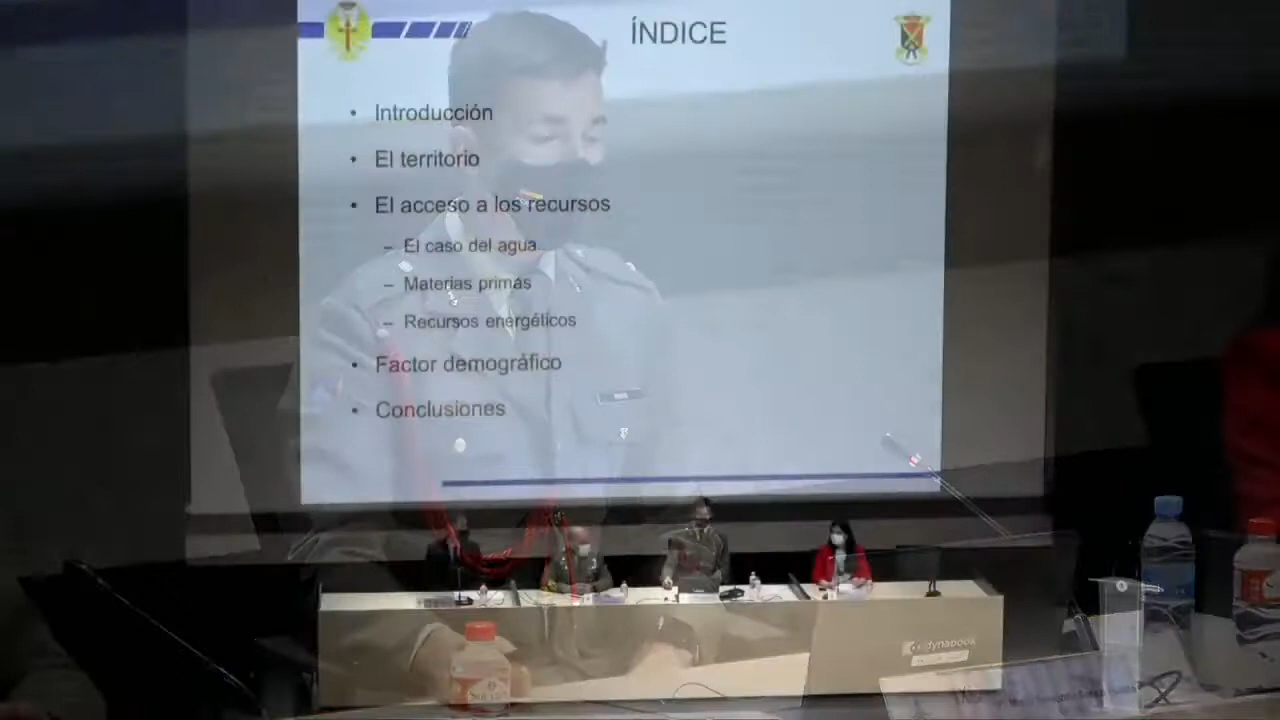 ÍNDICE
• Introducción
• El territorio
• El acceso a los recursos
– El caso del agua
– Materias primas
– Recursos energéticos
• Factor demográfico
• Conclusiones
dynabook